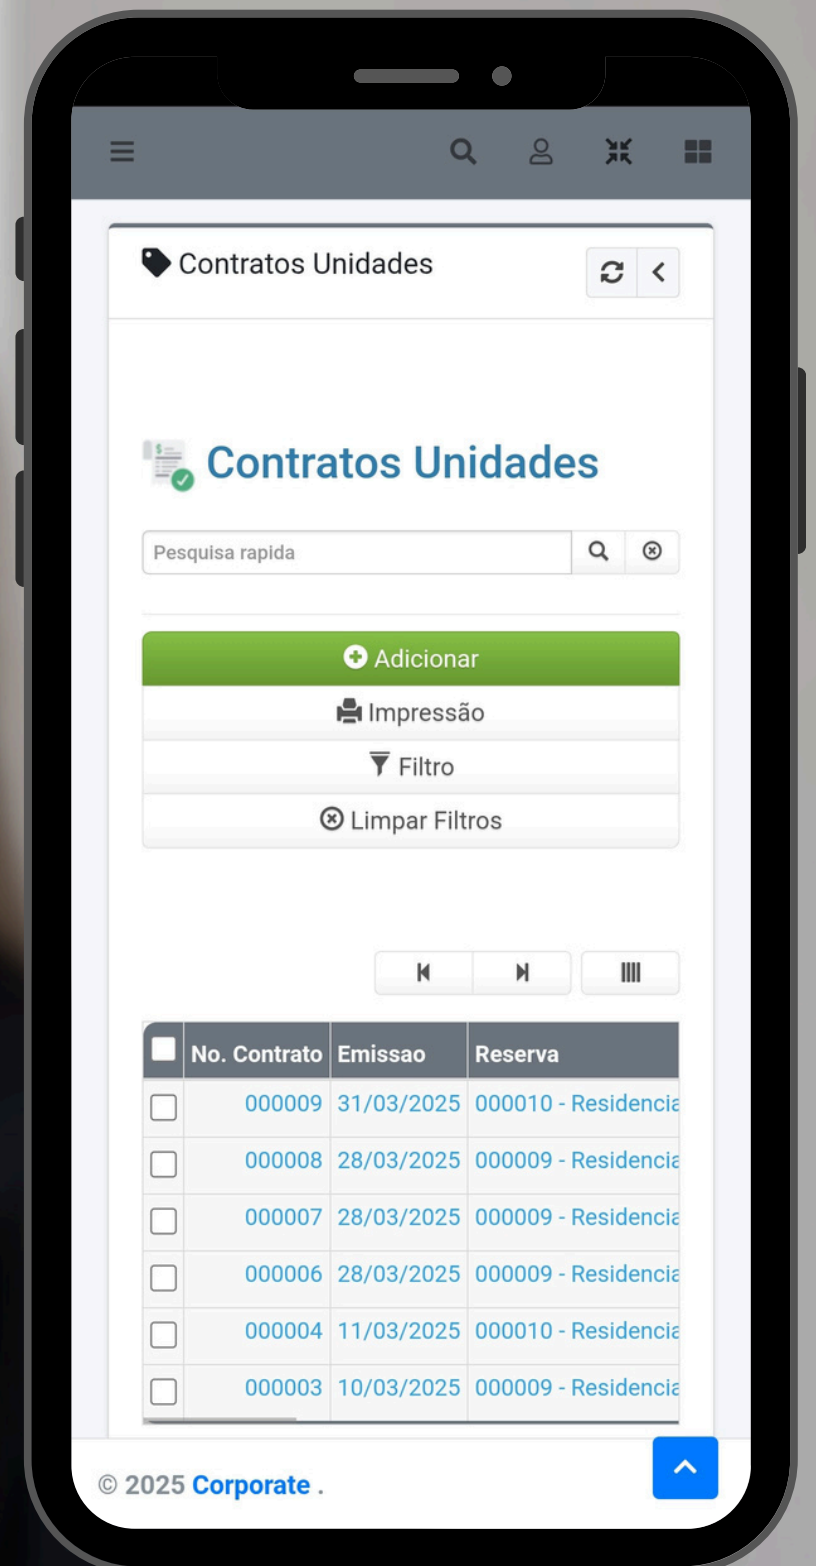 Contratos Unidades
Contratos Unidades
Pesquisa rapida
Adicionar
Impressão
Filtro
Limpar Filtros
No. Contrato Emissao Reserva
000009 31/03/2025 000010 - Residencia
000008 28/03/2025 000009 - Residencia
000007 28/03/2025 000009 - Residencia
000006 28/03/2025 000009 - Residencia
000004 11/03/2025 000010 - Residencia
000003 10/03/2025 000009 - Residencia
© 2025 Corporate .